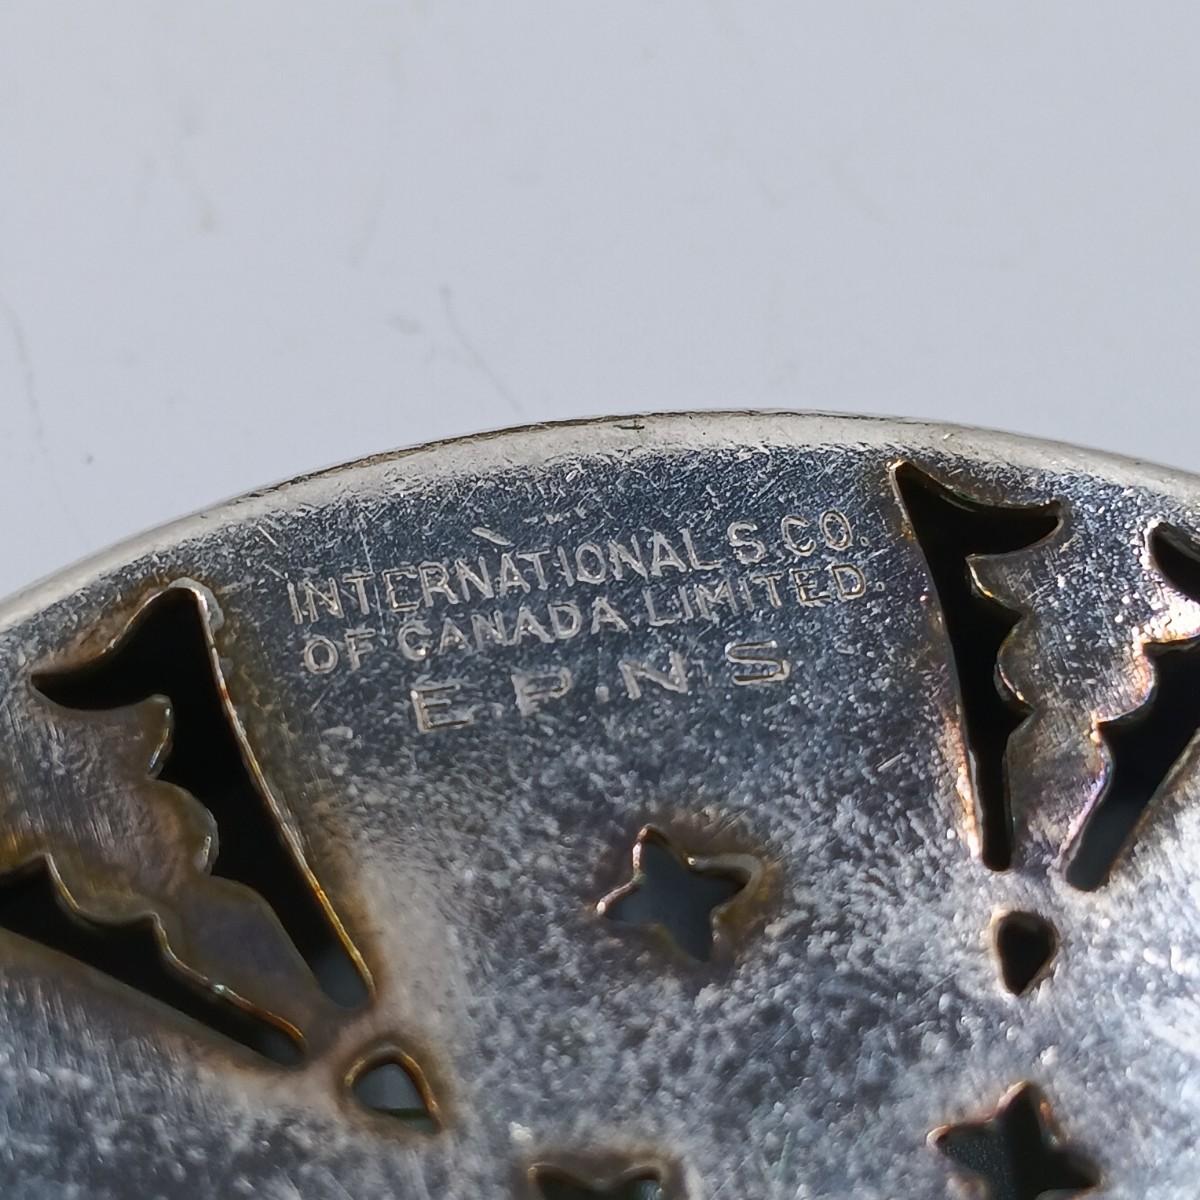 INTERNATIONAL S. CO.
OF CANADA, LIMITED.
E P N S